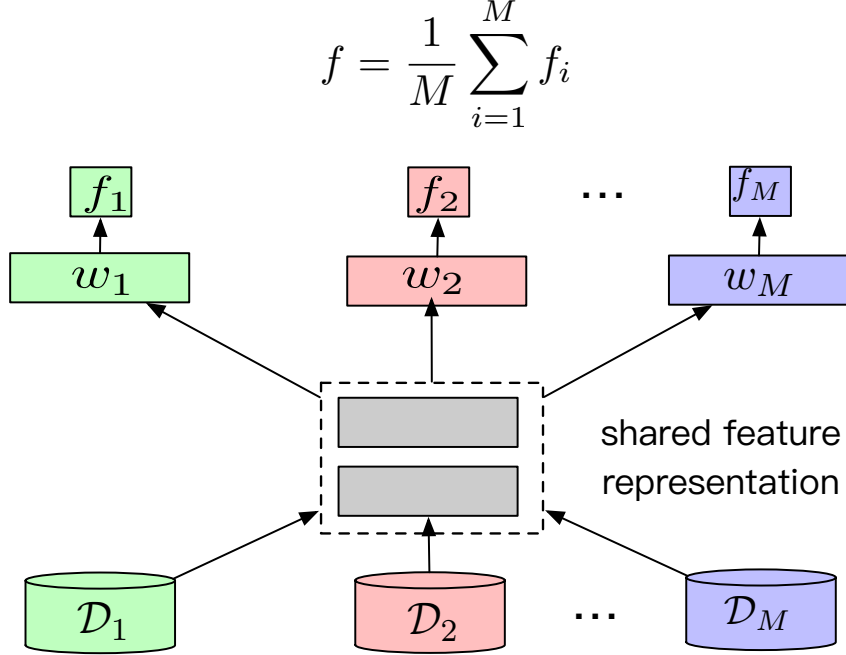 f = \frac{1}{M} \sum_{i=1}^{M} f_i
f_1 f_2 ... f_M
w_1 w_2 w_M
shared feature
representation
\mathcal{D}_1 \mathcal{D}_2 ... \mathcal{D}_M